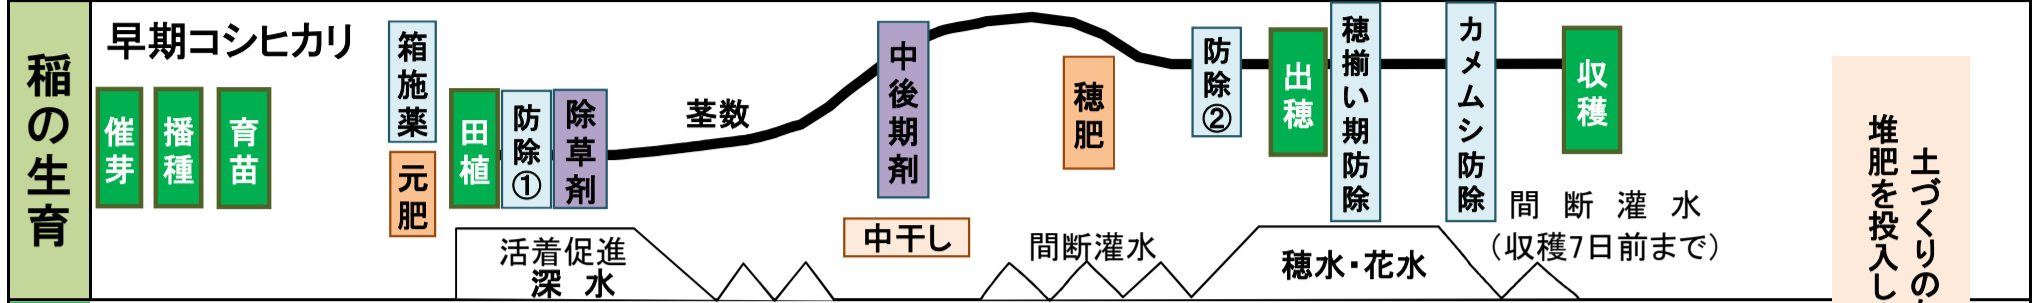 稲の生育
早期コシヒカリ
催芽
播種
育苗
箱施薬
元肥
田植
防除①
除草剤
茎数
中後期剤
穂肥
防除②
出穂
穂揃い期防除
カメムシ防除
収穫
活着促進
深 水
中干し
間断灌水
穂水・花水
間 断 灌 水
（収穫7日前まで）
土づくりの
堆肥を投入し